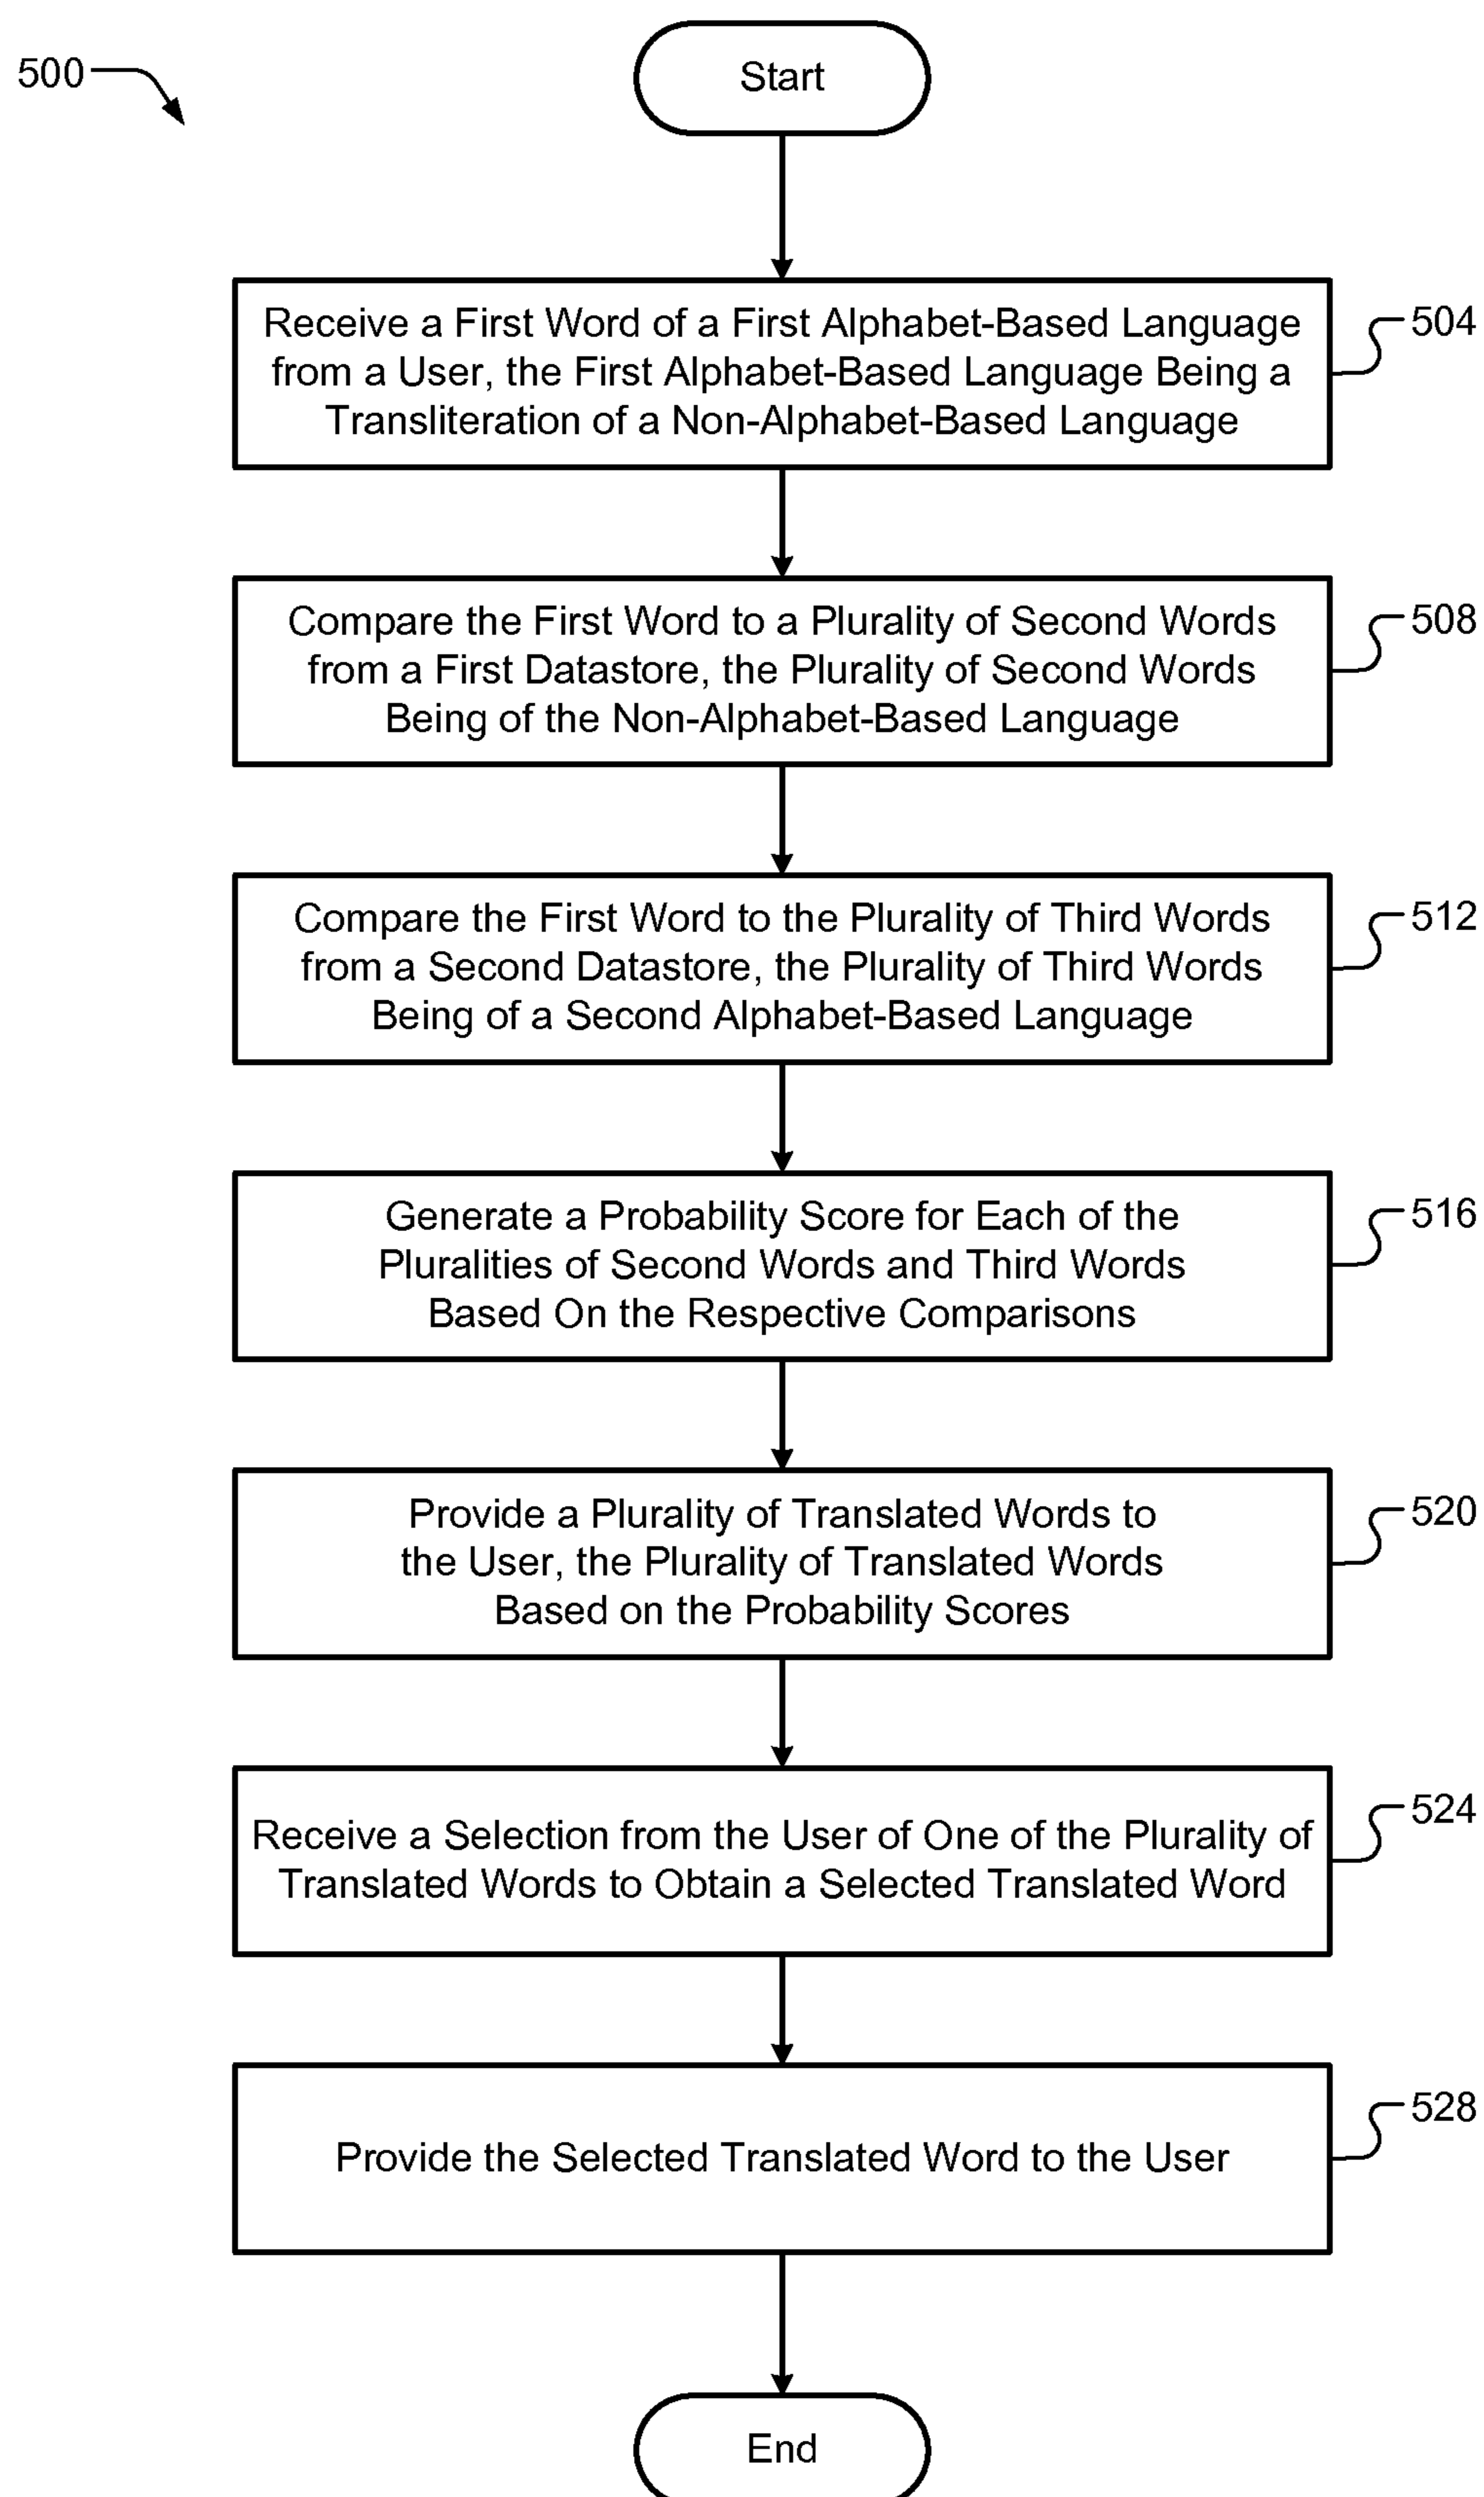 500
Start
Receive a First Word of a First Alphabet-Based Language
from a User, the First Alphabet-Based Language Being a
Transliteration of a Non-Alphabet-Based Language
504
Compare the First Word to a Plurality of Second Words
from a First Datastore, the Plurality of Second Words
Being of the Non-Alphabet-Based Language
508
Compare the First Word to the Plurality of Third Words
from a Second Datastore, the Plurality of Third Words
Being of a Second Alphabet-Based Language
512
Generate a Probability Score for Each of the
Pluralities of Second Words and Third Words
Based On the Respective Comparisons
516
Provide a Plurality of Translated Words to
the User, the Plurality of Translated Words
Based on the Probability Scores
520
Receive a Selection from the User of One of the Plurality of
Translated Words to Obtain a Selected Translated Word
524
Provide the Selected Translated Word to the User
528
End